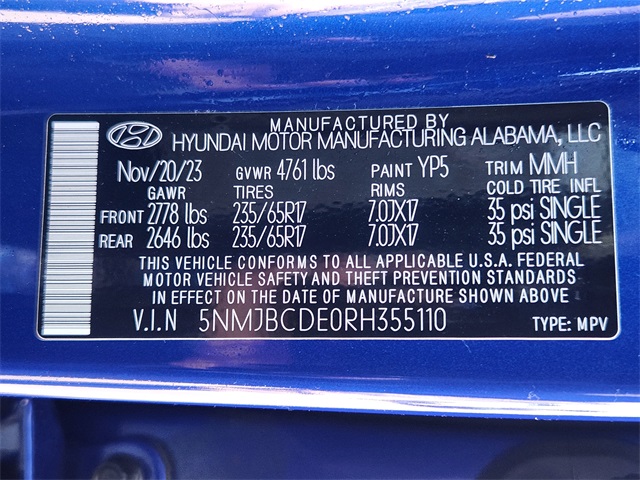 MANUFACTURED BY
HYUNDAI MOTOR MANUFACTURING ALABAMA, LLC
Nov/20/23 GVWR 4761 lbs PAINT YP5 TRIM MMH
GAWR TIRES RIMS COLD TIRE INFL
FRONT 2778 lbs 235/65R17 7.0JX17 35 psi SINGLE
REAR 2646 lbs 235/65R17 7.0JX17 35 psi SINGLE
THIS VEHICLE CONFORMS TO ALL APPLICABLE U.S.A. FEDERAL
MOTOR VEHICLE SAFETY AND THEFT PREVENTION STANDARDS
IN EFFECT ON THE DATE OF MANUFACTURE SHOWN ABOVE
V.I.N 5NMJBCDE0RH355110 TYPE: MPV